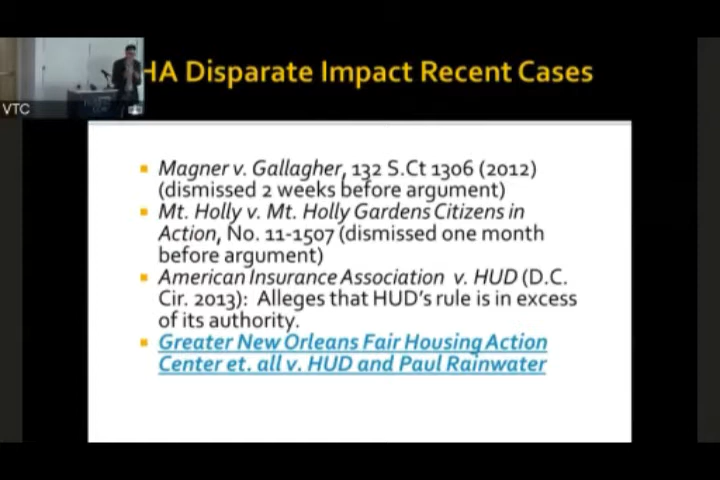 HA Disparate Impact Recent Cases
VTC
Magner v. Gallagher, 132 S.Ct 1306 (2012)
(dismissed 2 weeks before argument)
Mt. Holly v. Mt. Holly Gardens Citizens in
Action, No. 11-1507 (dismissed one month
before argument)
American Insurance Association v. HUD (D.C.
Cir. 2013): Alleges that HUD's rule is in excess
of its authority.
Greater New Orleans Fair Housing Action
Center et. all v. HUD and Paul Rainwater